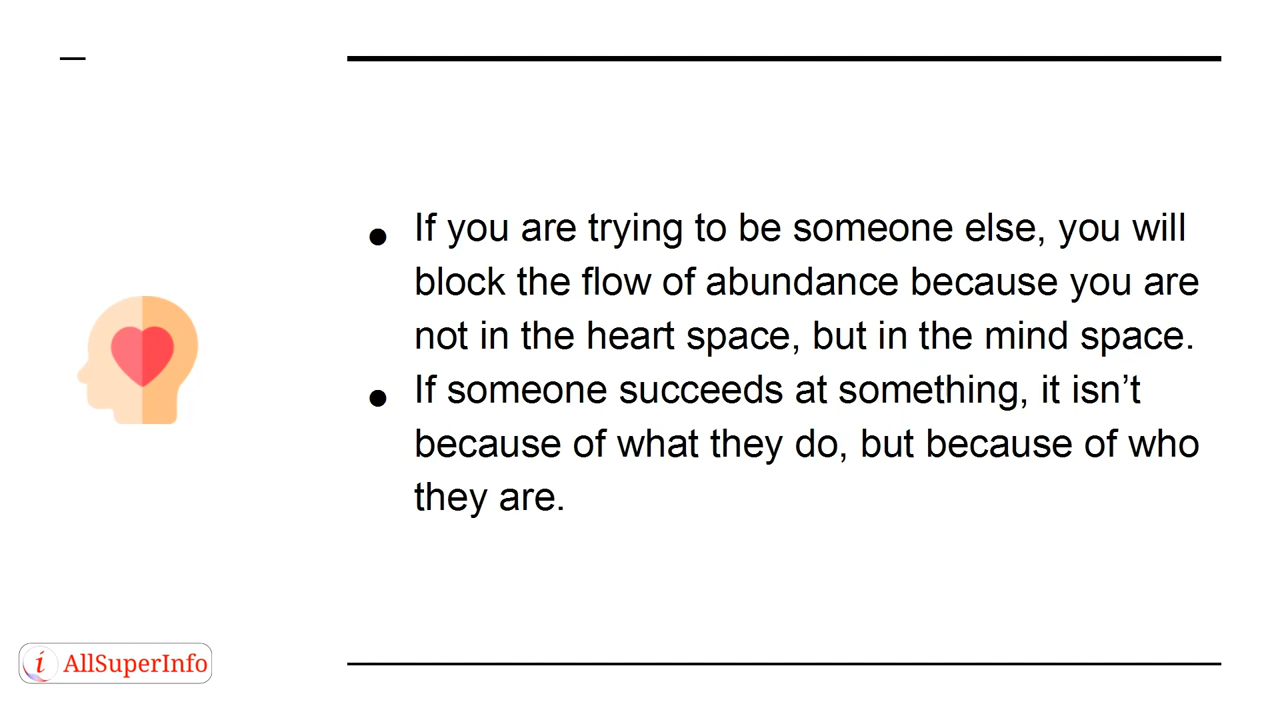 • If you are trying to be someone else, you will
block the flow of abundance because you are
not in the heart space, but in the mind space.
• If someone succeeds at something, it isn’t
because of what they do, but because of who
they are.
i AllSuperInfo